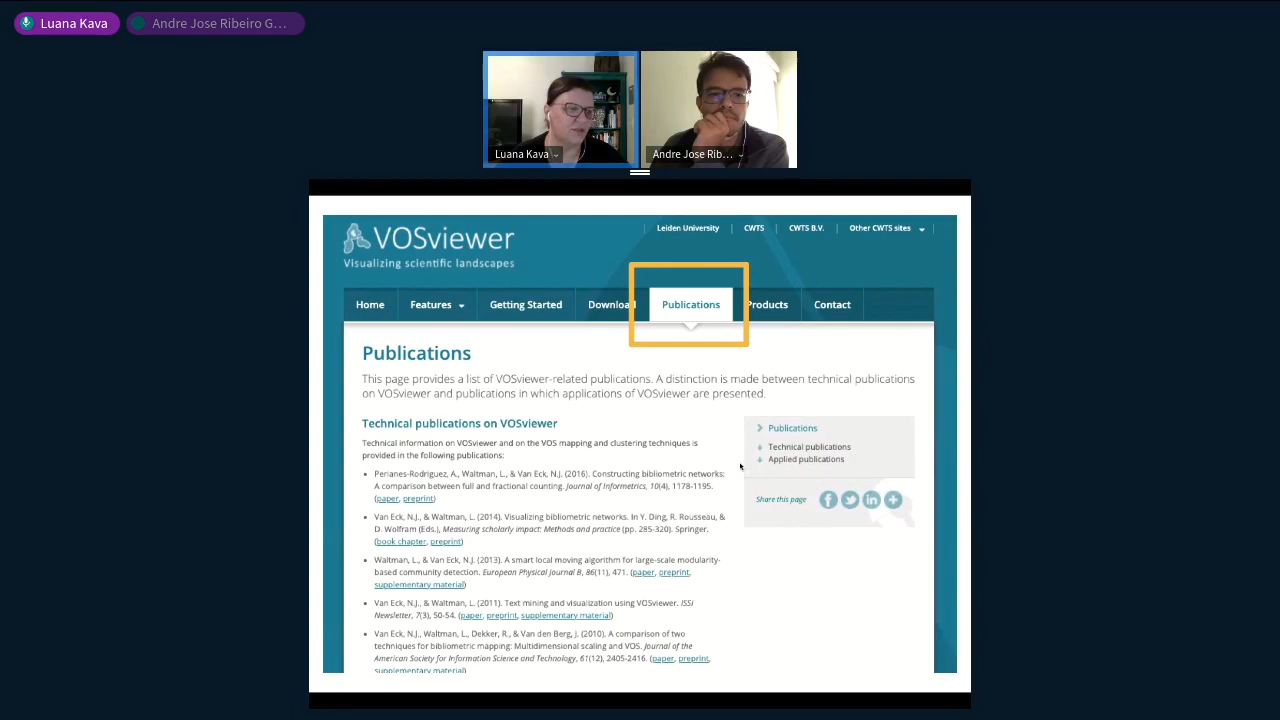 Luana Kava
Andre Jose Ribeiro G...
Luana Kava
Andre Jose Rib...
VOSviewer
Visualizing scientific landscapes
Leiden University
CWTS
CWTS B.V.
Other CWTS sites
Home
Features
Getting Started
Download
Publications
Products
Contact
Publications
This page provides a list of VOSviewer-related publications. A distinction is made between technical publications
on VOSviewer and publications in which applications of VOSviewer are presented.
Technical publications on VOSviewer
Technical information on VOSviewer and on the VOS mapping and clustering techniques is
provided in the following publications:
• Perianes-Rodriguez, A., Waltman, L., & Van Eck, N.J. (2016). Constructing bibliometric networks:
A comparison between full and fractional counting. Journal of Informetrics, 10(4), 1178-1195.
(paper, preprint)
• Van Eck, N.J., & Waltman, L. (2014). Visualizing bibliometric networks. In Y. Ding, R. Rousseau, &
D. Wolfram (Eds.), Measuring scholarly impact: Methods and practice (pp. 285-320). Springer.
(book chapter, preprint)
• Waltman, L., & Van Eck, N.J. (2013). A smart local moving algorithm for large-scale modularity-
based community detection. European Physical Journal B, 86(11), 471. (paper, preprint,
supplementary material)
• Van Eck, N.J., & Waltman, L. (2011). Text mining and visualization using VOSviewer. ISSI
Newsletter, 7(3), 50-54. (paper, preprint, supplementary material)
• Van Eck, N.J., Waltman, L., Dekker, R., & Van den Berg, J. (2010). A comparison of two
techniques for bibliometric mapping: Multidimensional scaling and VOS. Journal of the
American Society for Information Science and Technology, 61(12), 2405-2416. (paper, preprint,
supplementary material)
Publications
Technical publications
Applied publications
Share this page